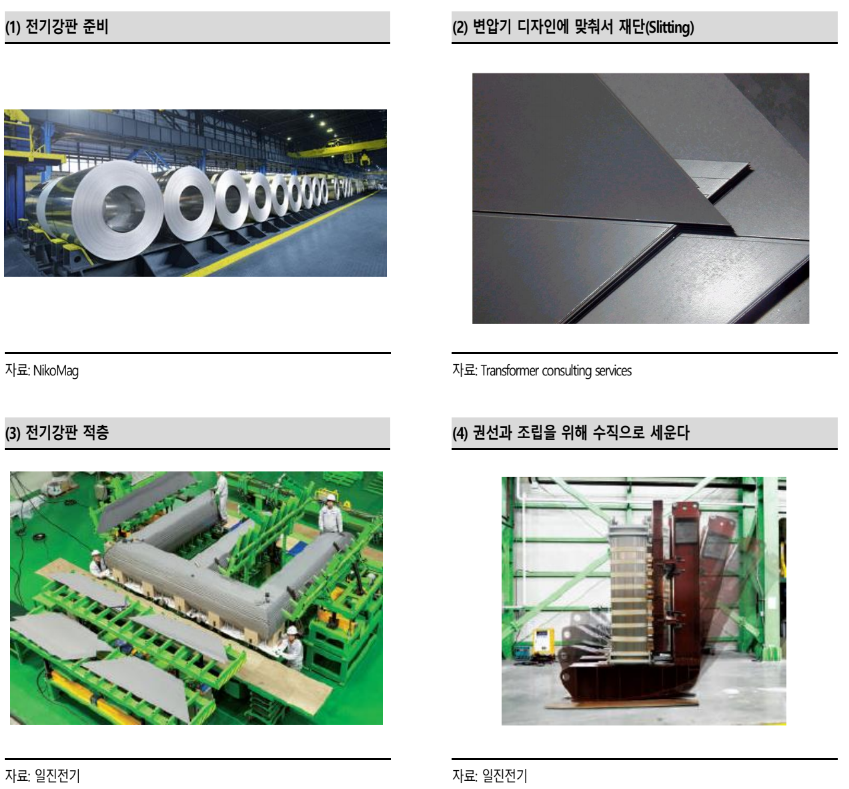 (1) 전기강판 준비
(2) 변압기 디자인에 맞춰서 재단(Slitting)
자료: NikoMag
자료: Transformer consulting services
(3) 전기강판 적층
(4) 권선과 조립을 위해 수직으로 세운다
자료: 일진전기
자료: 일진전기